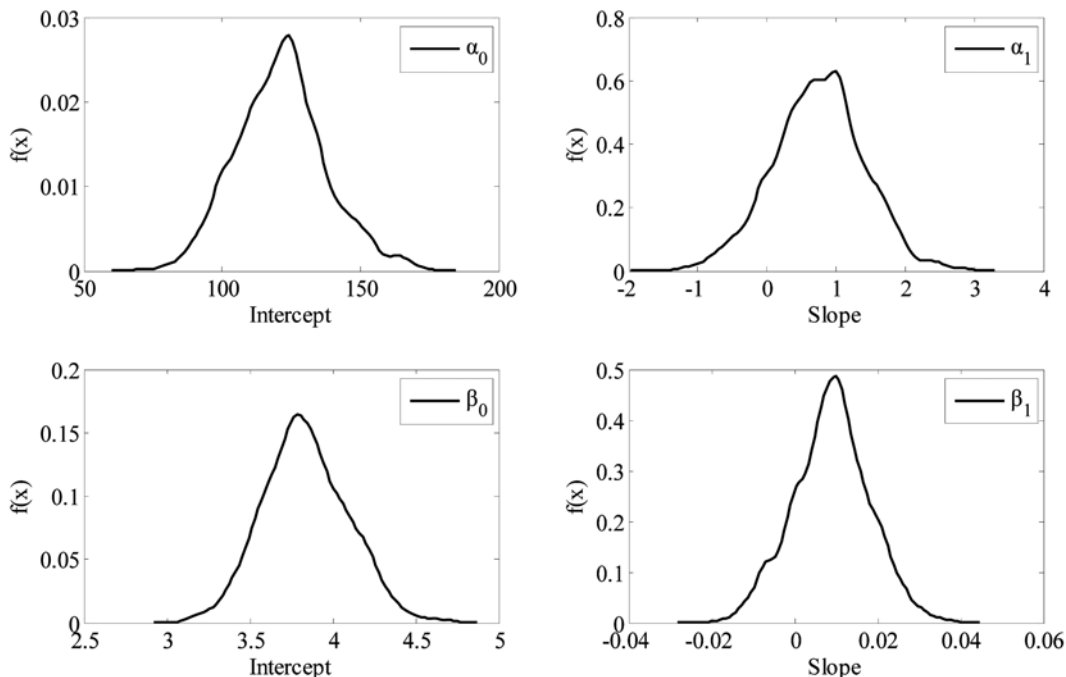 0.03
0.02
0.01
0
f(x)
α₀
50 100 150 200
Intercept
0.8
0.6
0.4
0.2
0
f(x)
α₁
-2 -1 0 1 2 3 4
Slope
0.2
0.15
0.1
0.05
0
f(x)
β₀
2.5 3 3.5 4 4.5 5
Intercept
0.5
0.4
0.3
0.2
0.1
0
f(x)
β₁
-0.04 -0.02 0 0.02 0.04 0.06
Slope